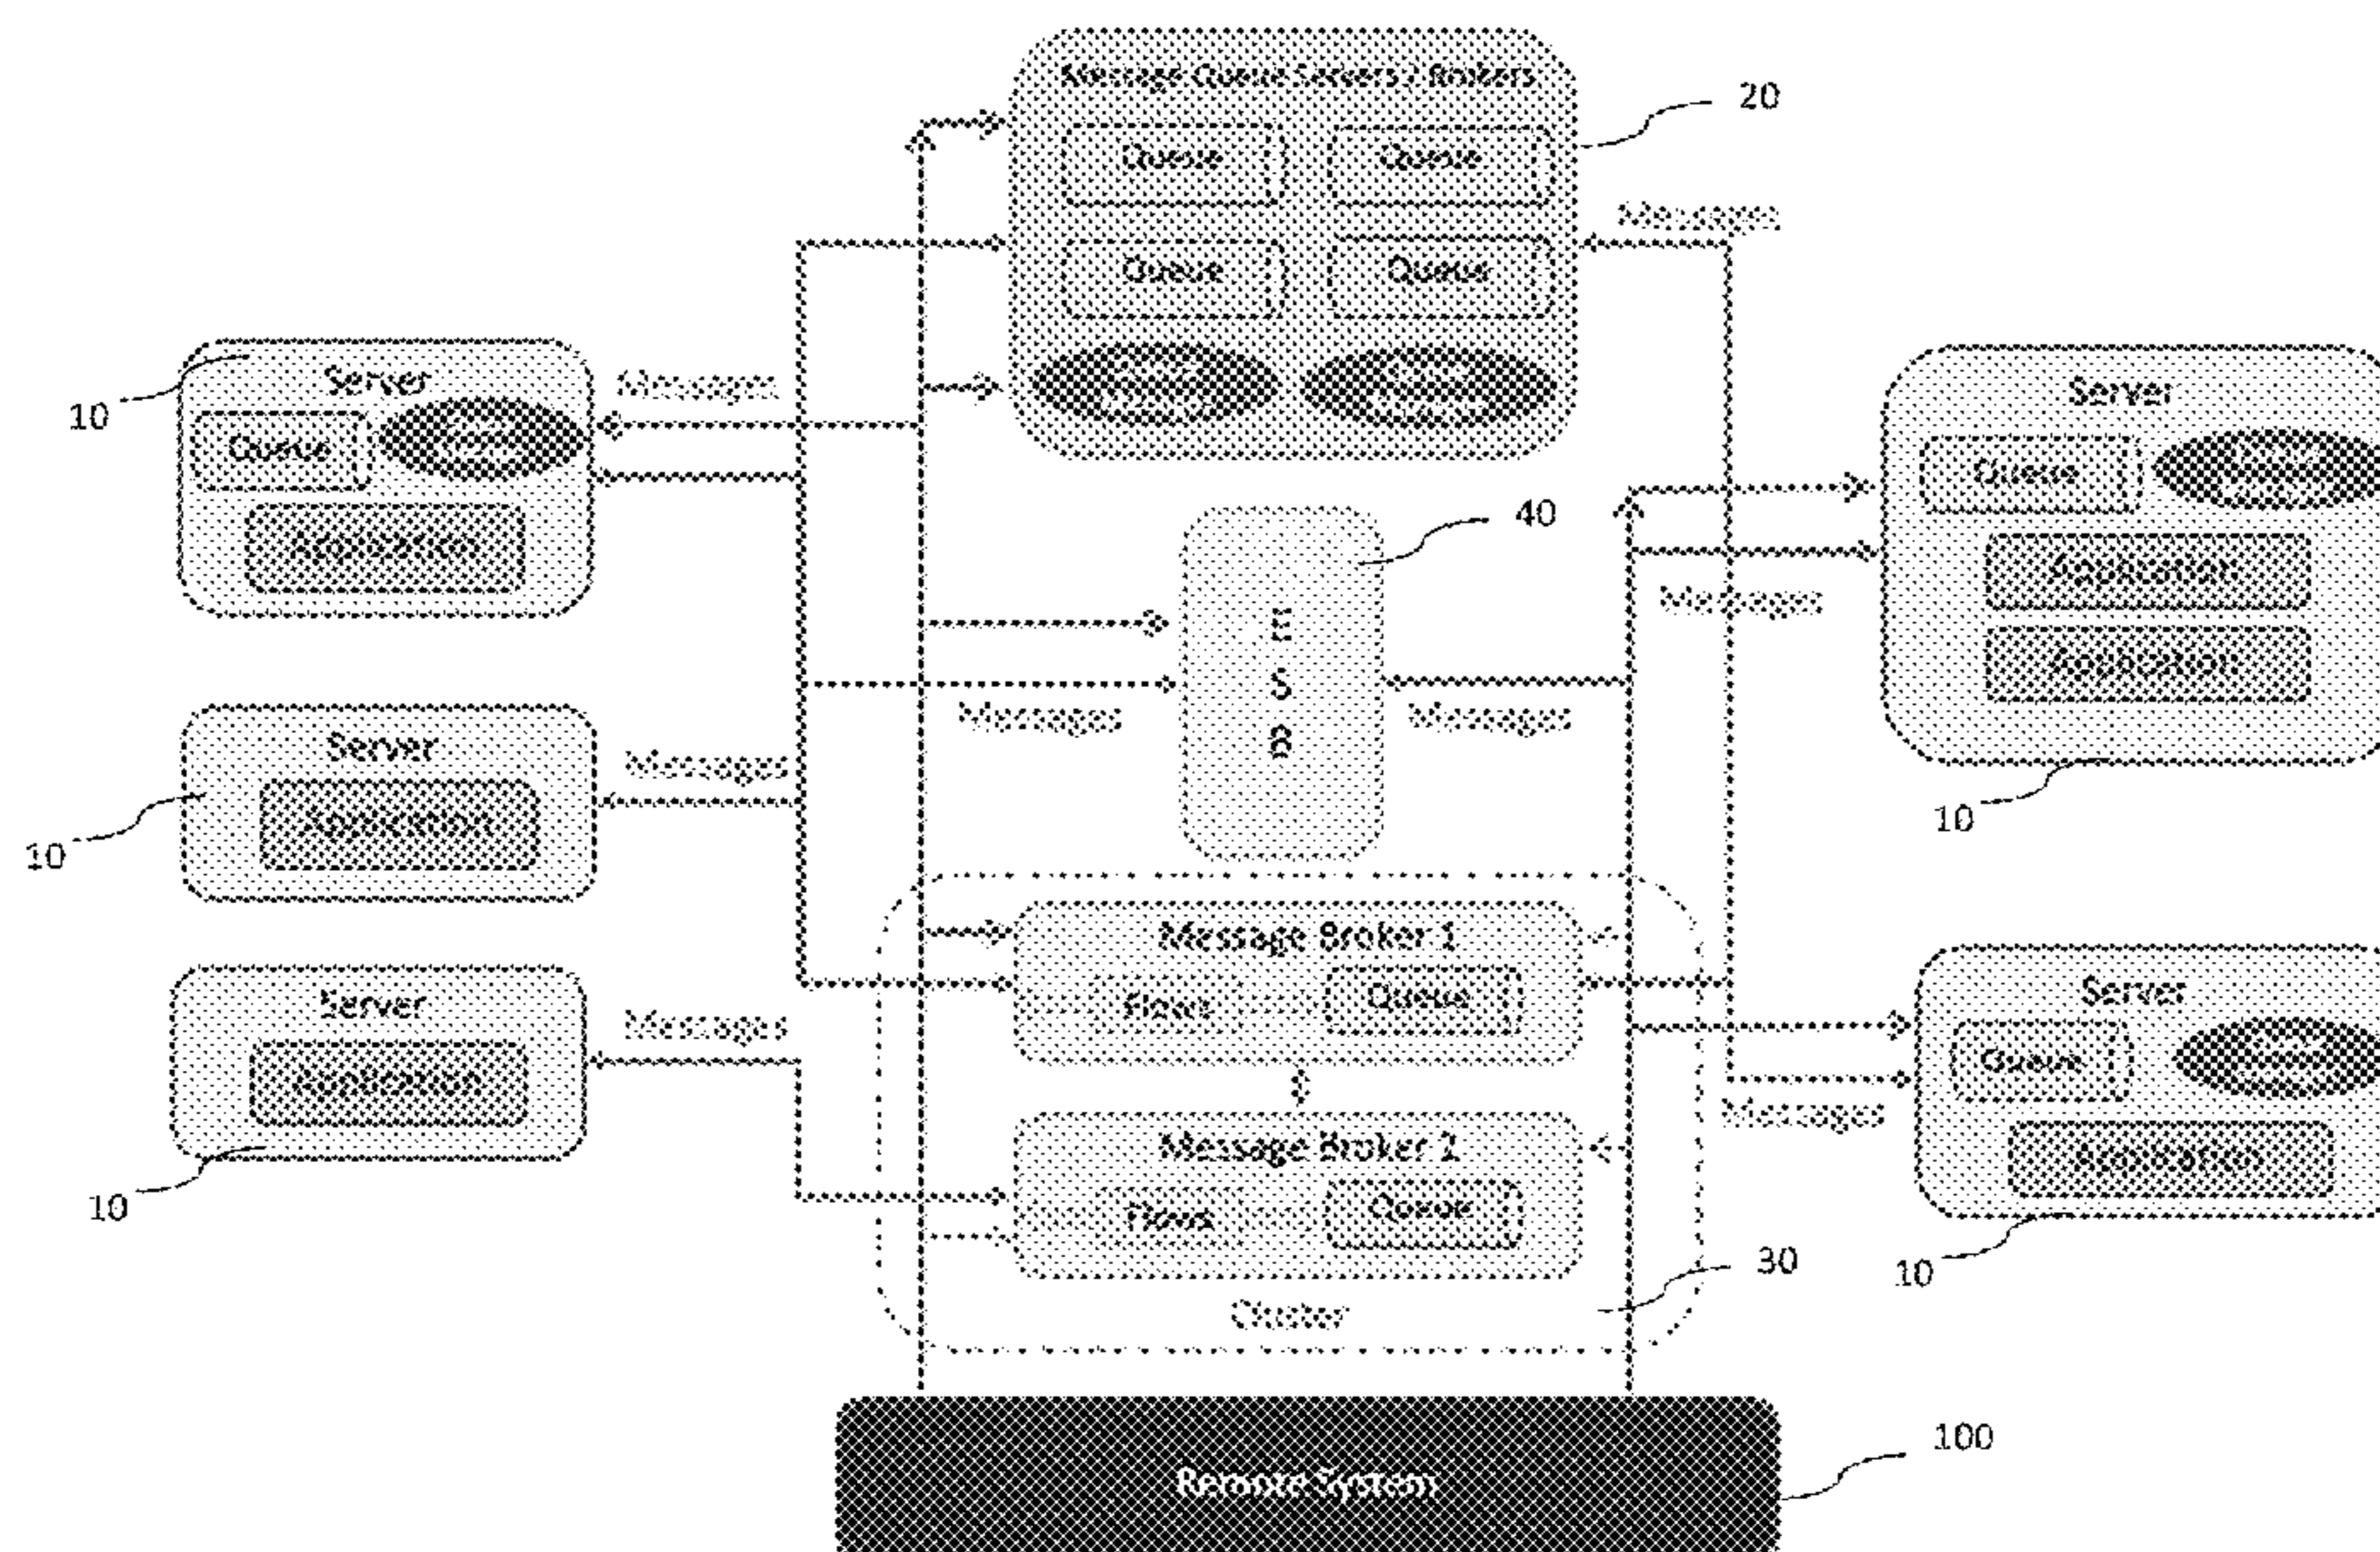 Message Queue Servers / Brokers
20
Queue
Queue
Messages
Queue
Queue
10
Server
Messages
Queue
Application
Server
Queue
Application
Application
Messages
10
40
E
S
B
Messages
Messages
Server
Messages
Application
10
Message Broker 1
Flows
Queue
Server
Messages
Application
10
Server
Queue
Messages
Application
10
Message Broker 2
Flows
Queue
30
Cluster
Remote System
100